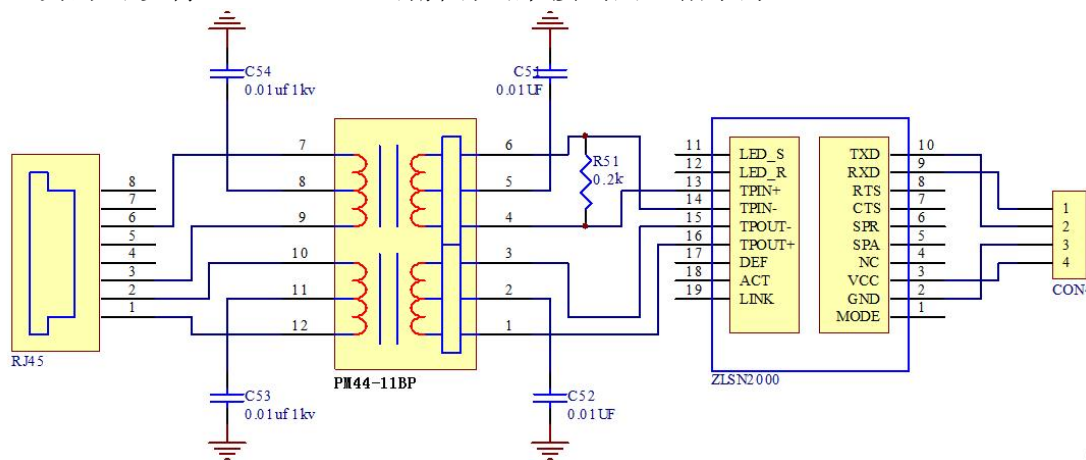 C54
0.01uf 1kv
C51
0.01UF
7
8
9
10
11
12
6
5
4
3
2
1
R51
0.2k
8
7
6
5
4
3
2
1
RJ45
PM44-11BP
C53
0.01uf 1kv
C52
0.01UF
11 LED_S
12 LED_R
13 TPIN+
14 TPIN-
15 TPOUT-
16 TPOUT+
17 DEF
18 ACT
19 LINK
TXD 10
RXD 9
RTS 8
CTS 7
SPR 6
SPA 5
NC 4
VCC 3
GND 2
MODE 1
ZLSN2000
1
2
3
4